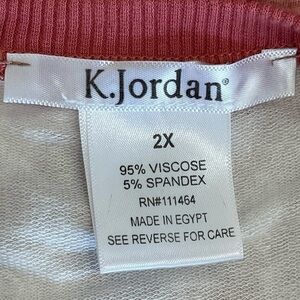 K.Jordan®
2X
95% VISCOSE
5% SPANDEX
RN#111464
MADE IN EGYPT
SEE REVERSE FOR CARE